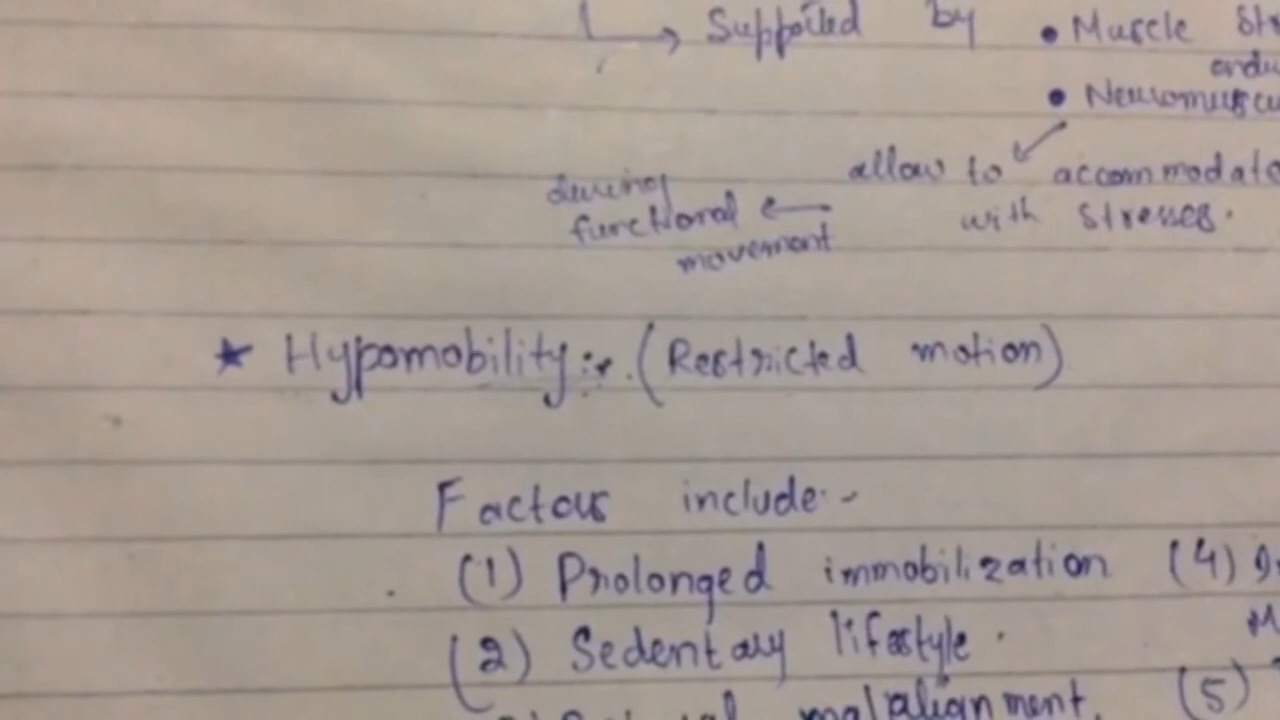 Supported by • Muscle
• Neuromuscu
allow to accommodate
with stresses.
during
functional
movement
★ Hypomobility :- (Restricted motion)
Factors include :-
(1) Prolonged immobilization (4)
(2) Sedentary lifestyle .
malalignment. (5)